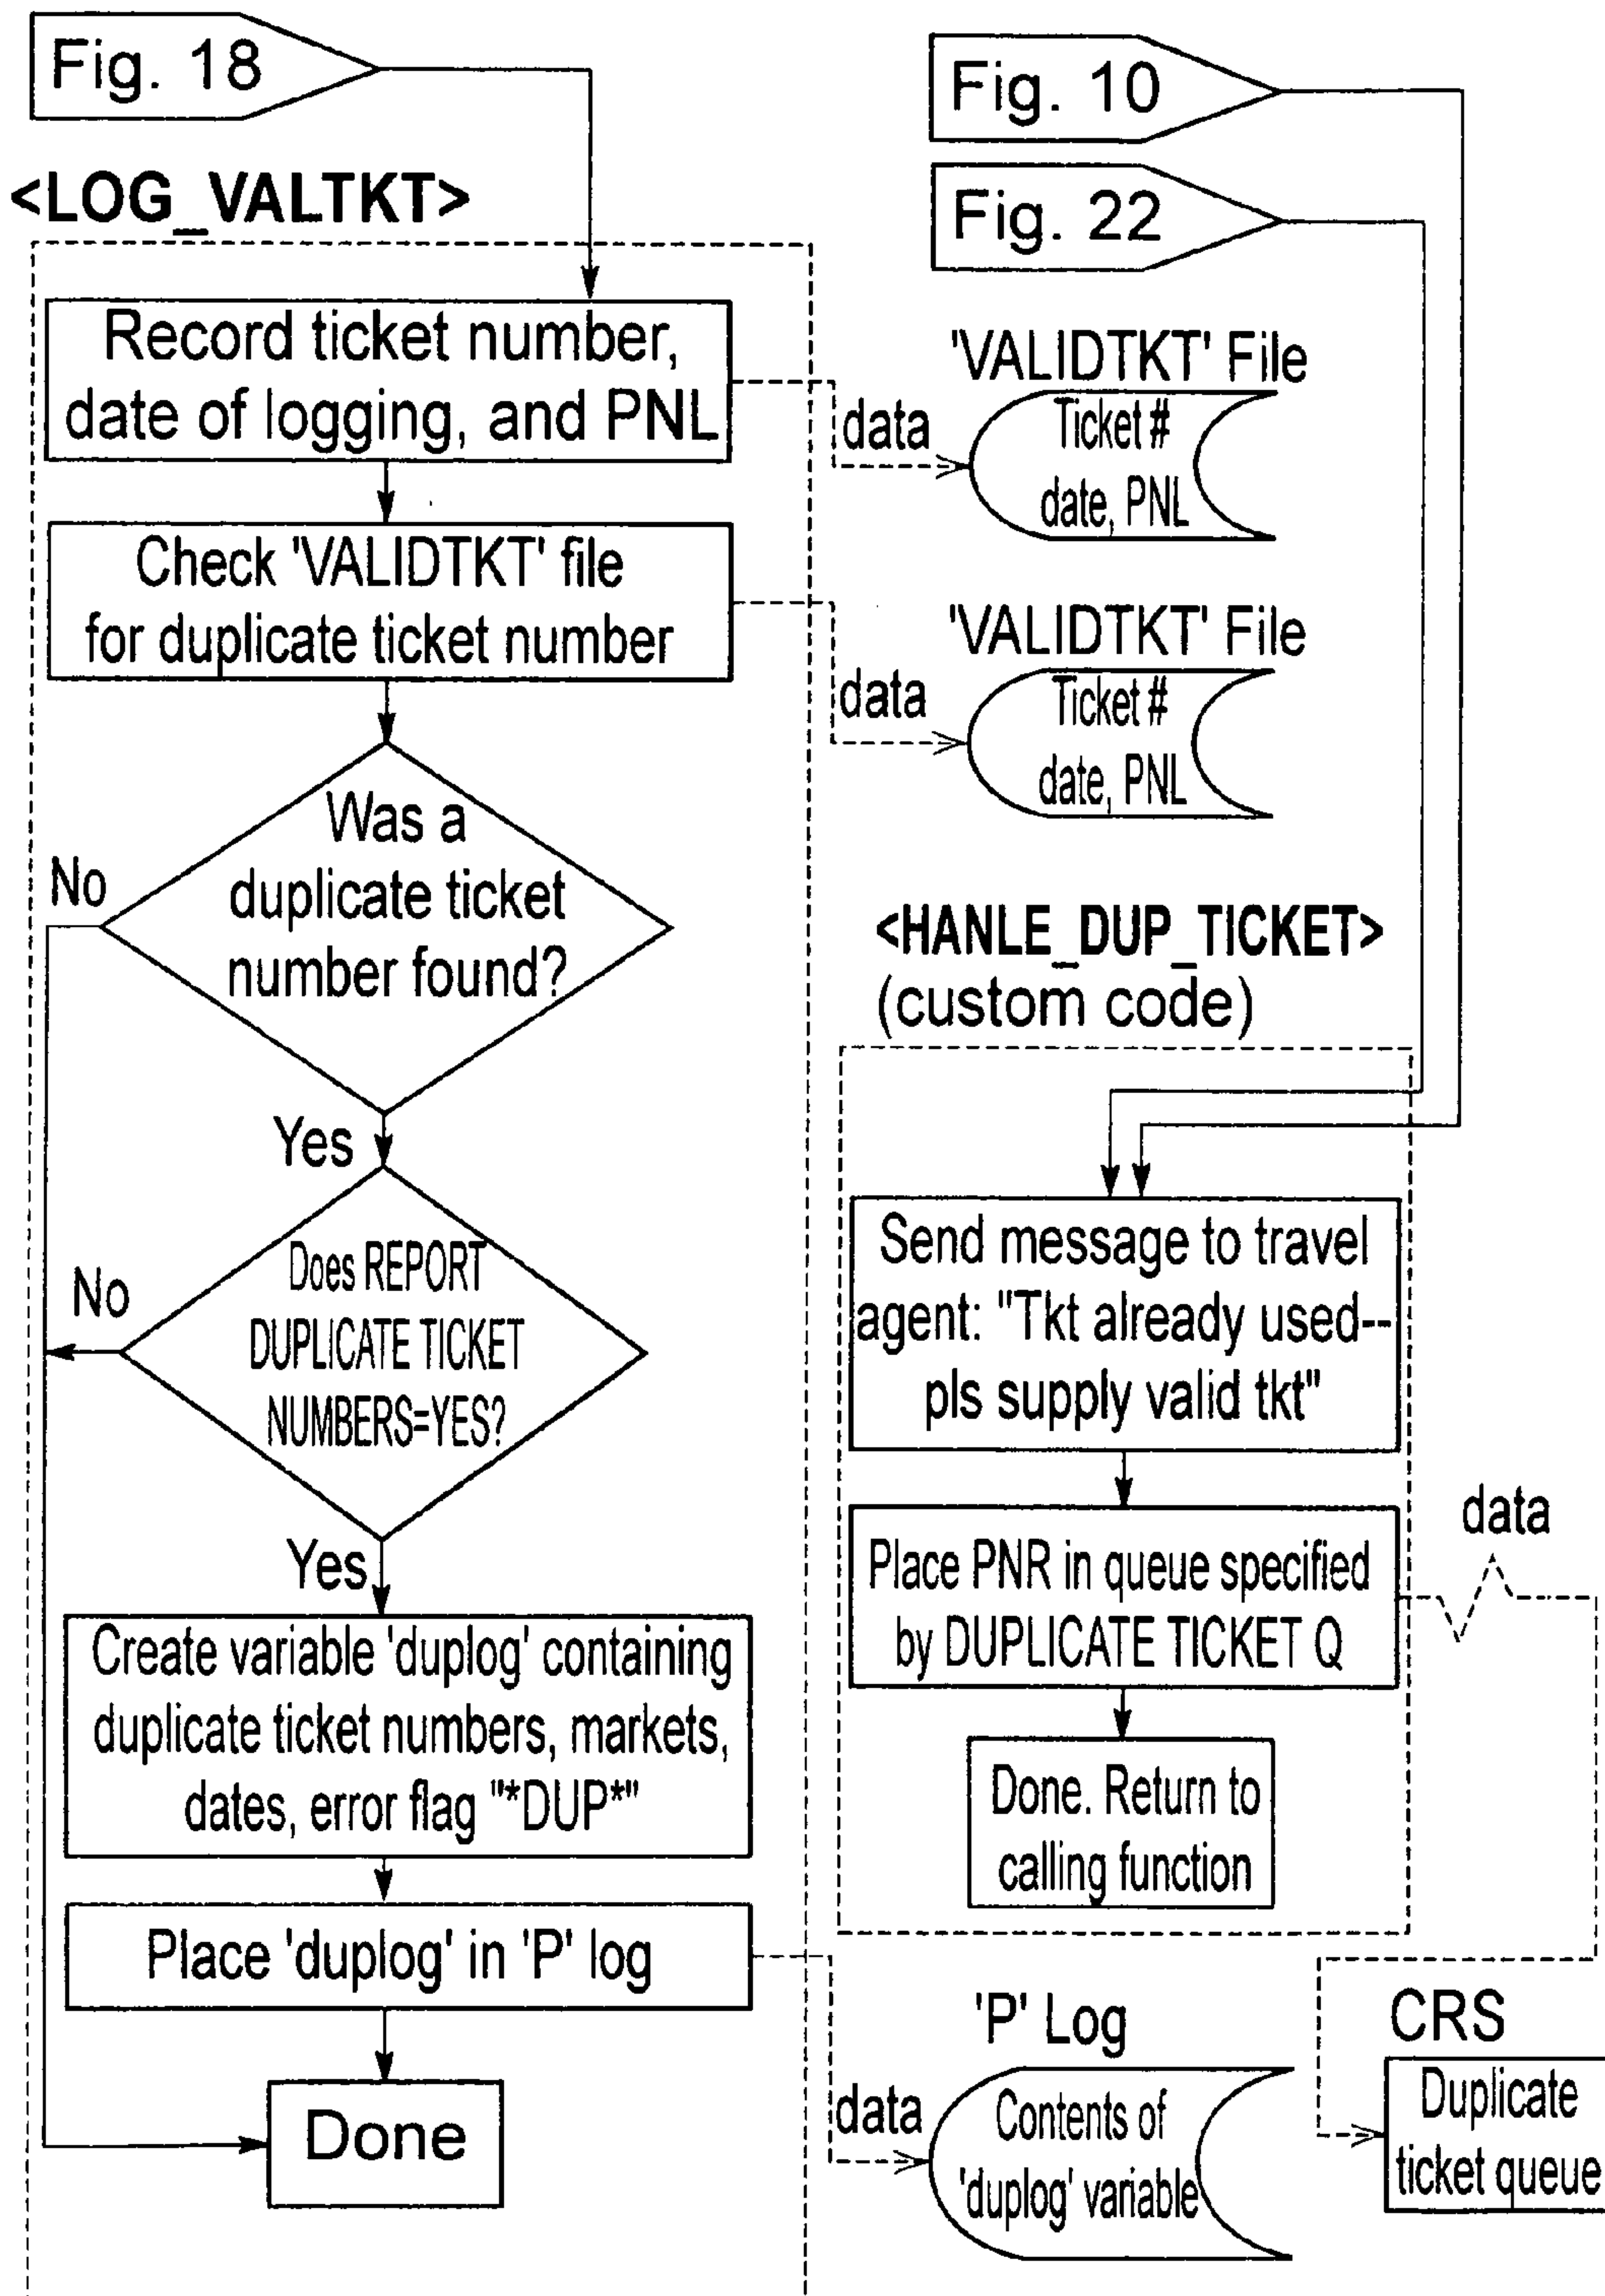 Fig. 18
<LOG_VALTKT>
Record ticket number,
date of logging, and PNL
data
Check 'VALIDTKT' file
for duplicate ticket number
data
Was a
duplicate ticket
number found?
No
Yes
Does REPORT
DUPLICATE TICKET
NUMBERS=YES?
No
Yes
Create variable 'duplog' containing
duplicate ticket numbers, markets,
dates, error flag "*DUP*"
Place 'duplog' in 'P' log
data
Done
Fig. 10
Fig. 22
'VALIDTKT' File
Ticket #
date, PNL
'VALIDTKT' File
Ticket #
date, PNL
<HANLE_DUP_TICKET>
(custom code)
Send message to travel
agent: "Tkt already used--
pls supply valid tkt"
Place PNR in queue specified
by DUPLICATE TICKET Q
data
Done. Return to
calling function
'P' Log
Contents of
'duplog' variable
CRS
Duplicate
ticket queue